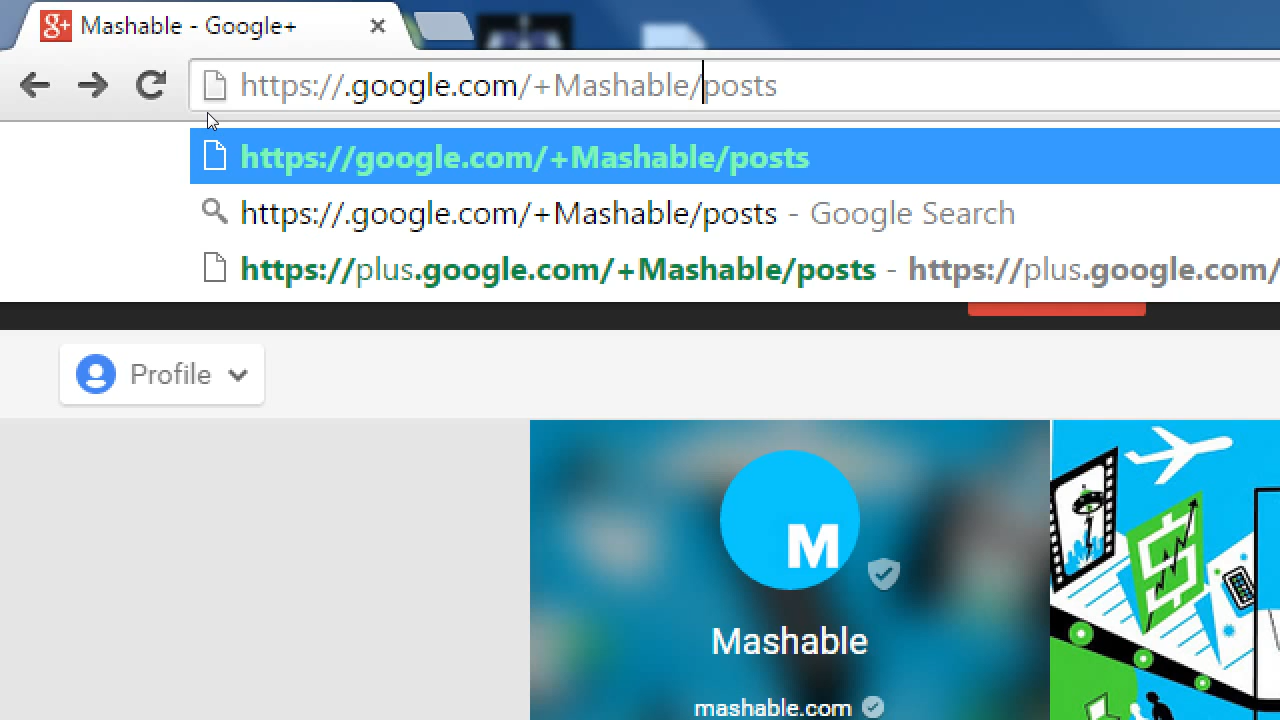 g+ Mashable - Google+
https://.google.com/+Mashable/posts
https://google.com/+Mashable/posts
https://.google.com/+Mashable/posts - Google Search
https://plus.google.com/+Mashable/posts - https://plus.google.com/
Profile
M
Mashable
mashable.com